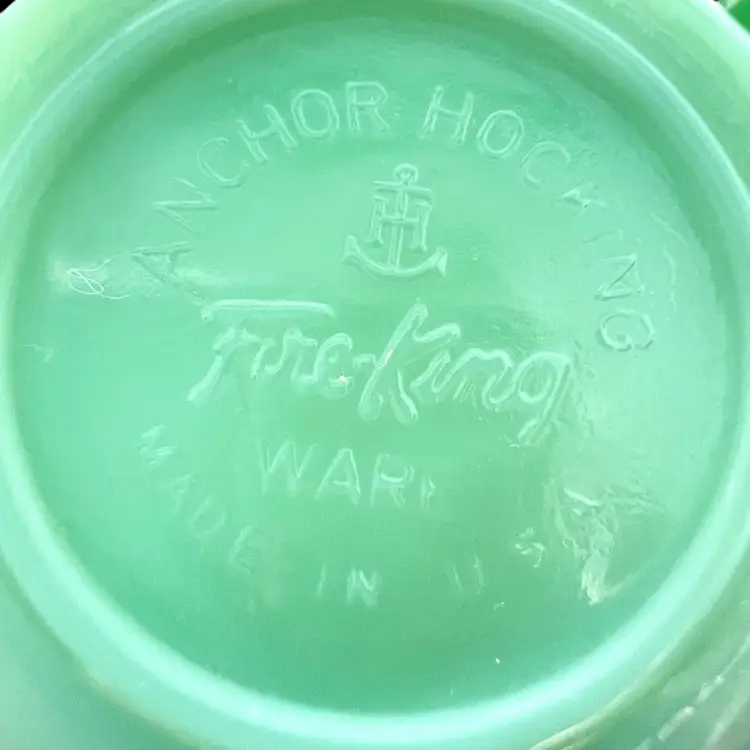 ANCHOR HOCKING
H
Fire-King
WARE
MADE IN U.S.